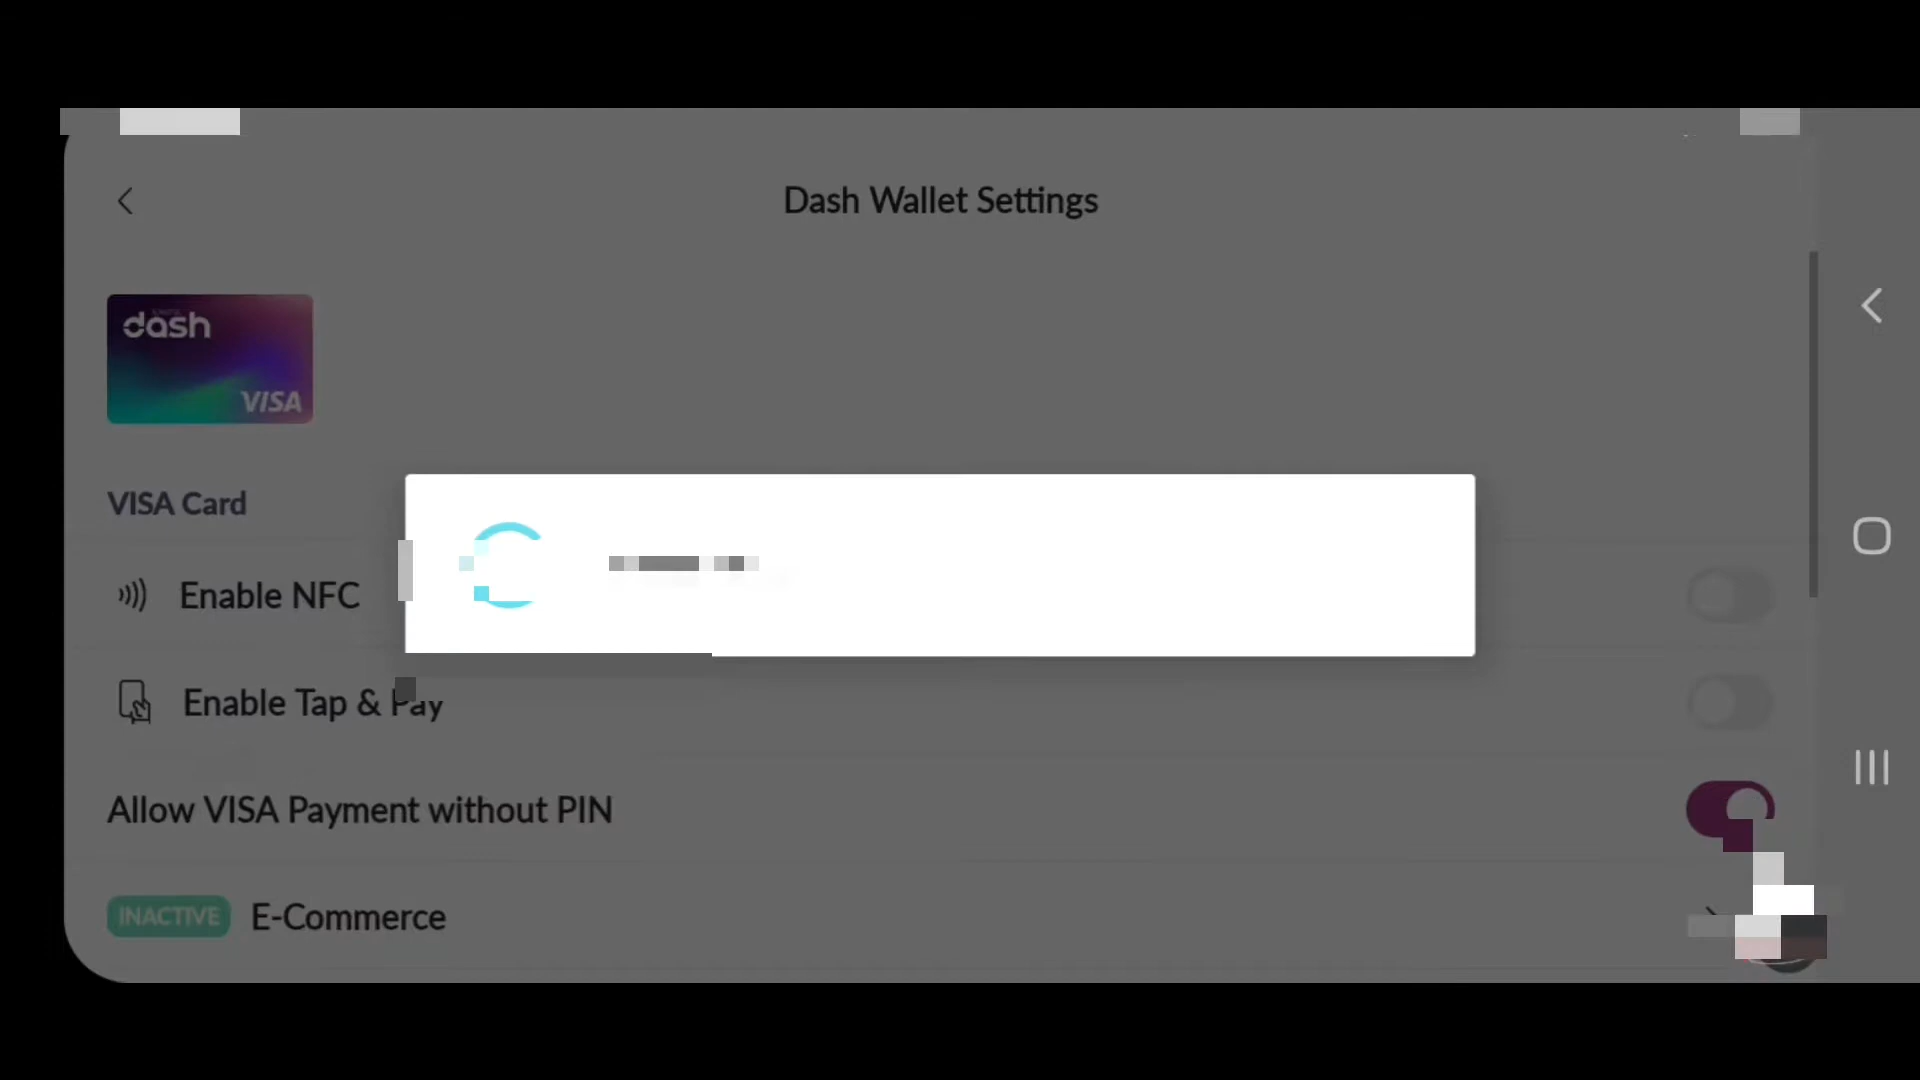 Dash Wallet Settings
dash
VISA
VISA Card
Enable NFC
Enable Tap & Pay
Allow VISA Payment without PIN
INACTIVE E-Commerce